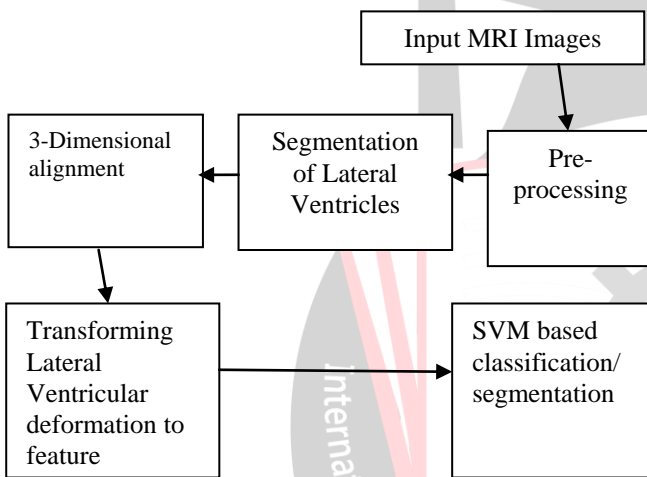 Input MRI Images
Pre-
processing
Segmentation
of Lateral
Ventricles
3-Dimensional
alignment
Transforming
Lateral
Ventricular
deformation to
feature
SVM based
classification/
segmentation